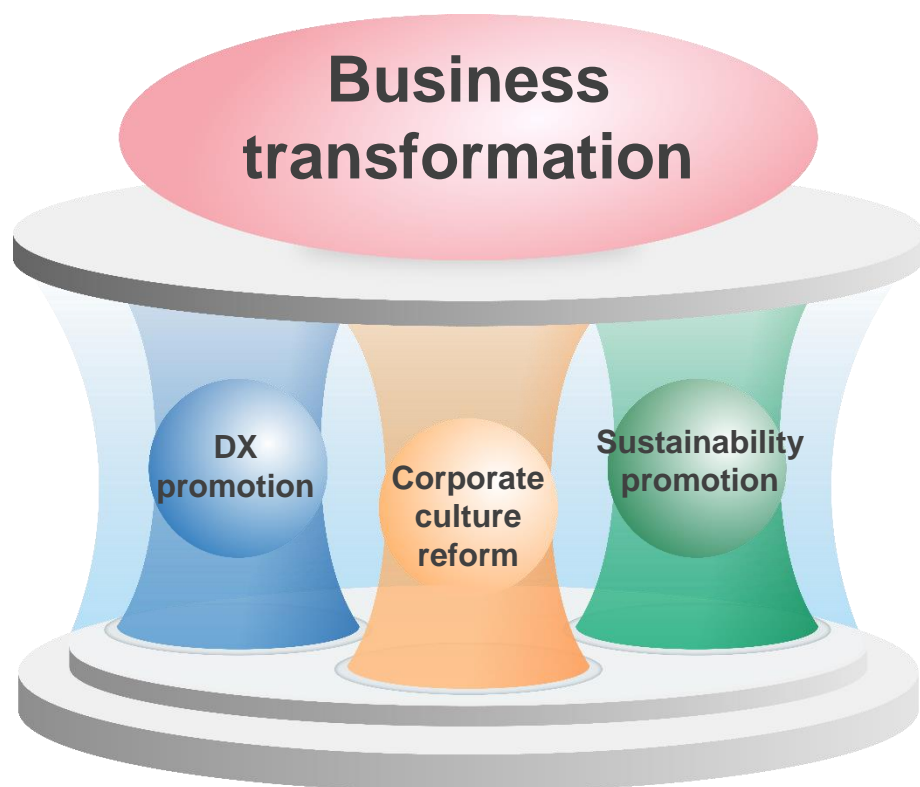 Business
transformation
DX
promotion
Corporate
culture
reform
Sustainability
promotion